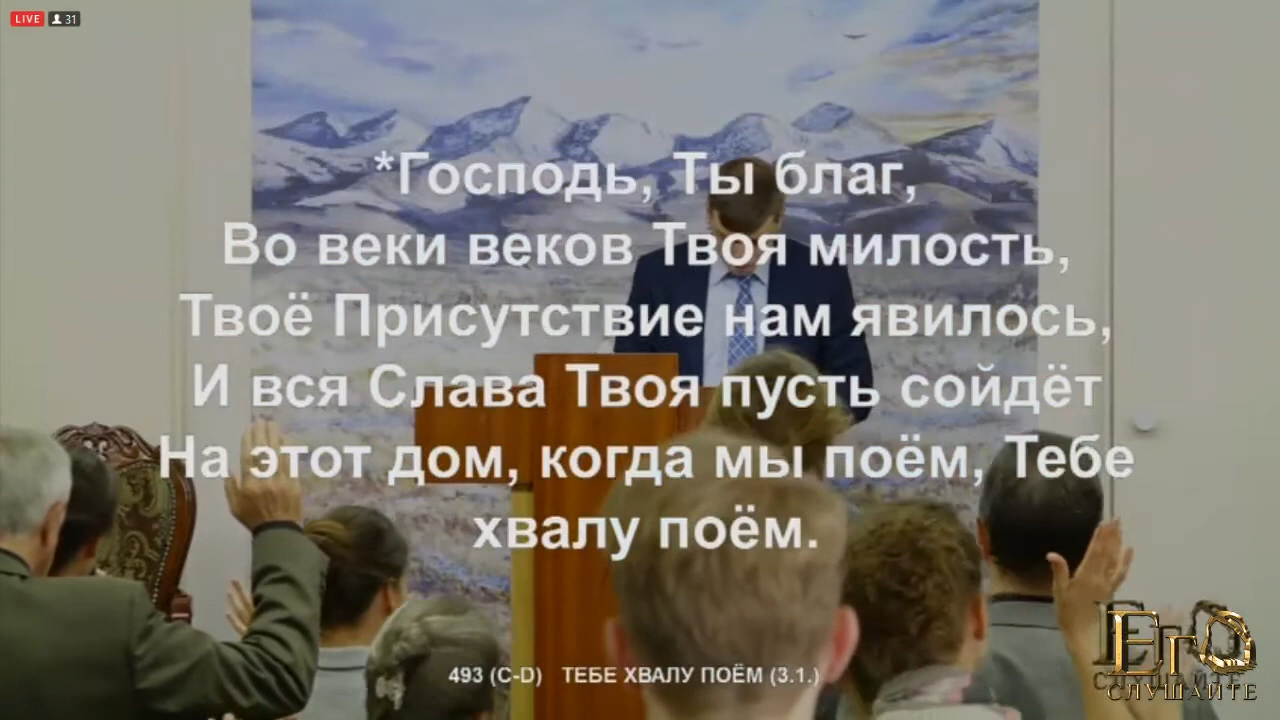 LIVE 31
*Господь, Ты благ,
Во веки веков Твоя милость,
Твоё Присутствие нам явилось,
И вся Слава Твоя пусть сойдёт
На этот дом, когда мы поём, Тебе
хвалу поём.
493 (C-D) ТЕБЕ ХВАЛУ ПОЁМ (3.1.)
ЕгО
СЛУШАЙТЕ